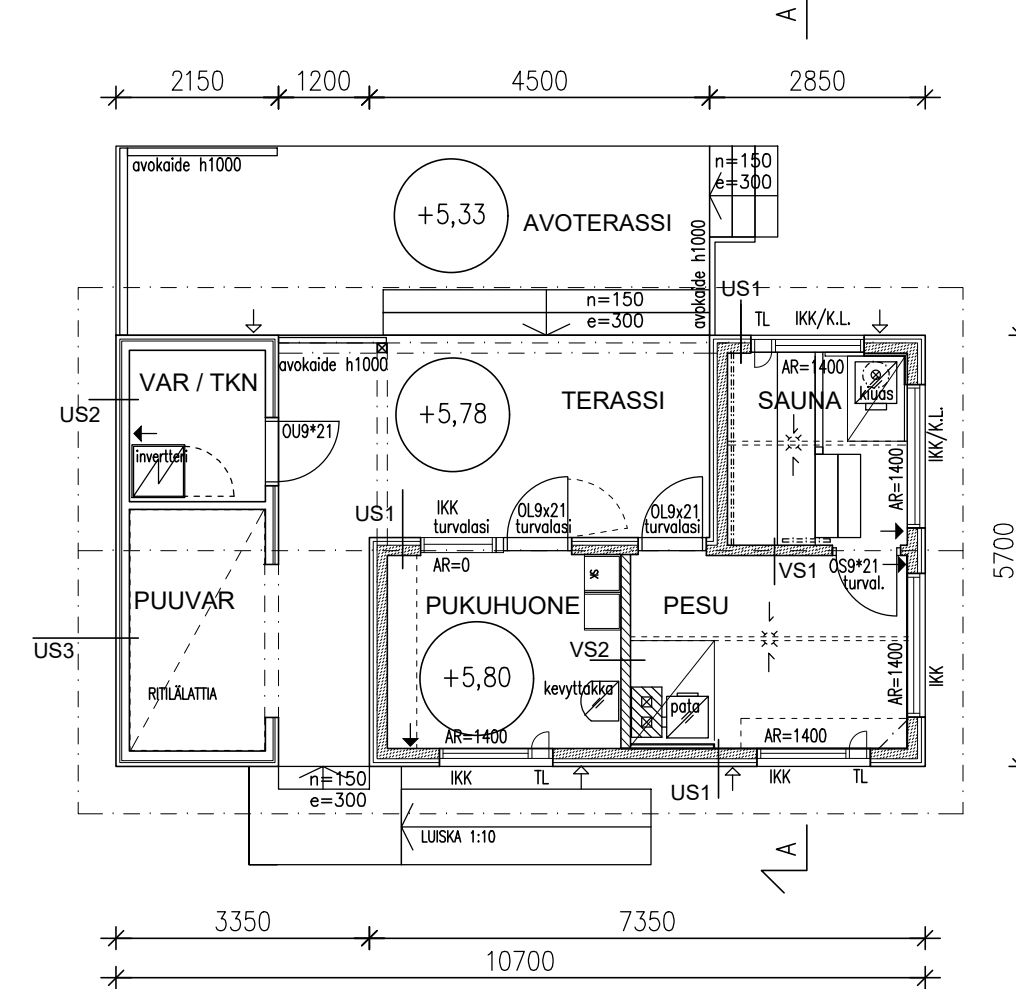 A
2150 1200 4500 2850
avokaide h1000
n=150
e=300
+5,33
AVOTERASSI
avokaide h1000
US1
n=150
e=300
TL IKK/K.L.
avokaide h1000
AR=1400
VAR / TKN
TERASSI
SAUNA
kiuas
US2
+5,78
IKK/K.L.
OU9*21
invertteri
AR=1400
US1
IKK
turvalasi
OL9x21
turvalasi
OL9x21
turvalasi
AR=0
VS1
OS9*21
turval.
5700
PUUVAR
PUKUHUONE
PESU
US3
VS2
+5,80
kevyttakka
RITILÄLATTIA
pata
AR=1400
IKK
AR=1400
AR=1400
n=150
e=300
IKK
TL
US1
IKK
TL
LUISKA 1:10
A
3350 7350
10700